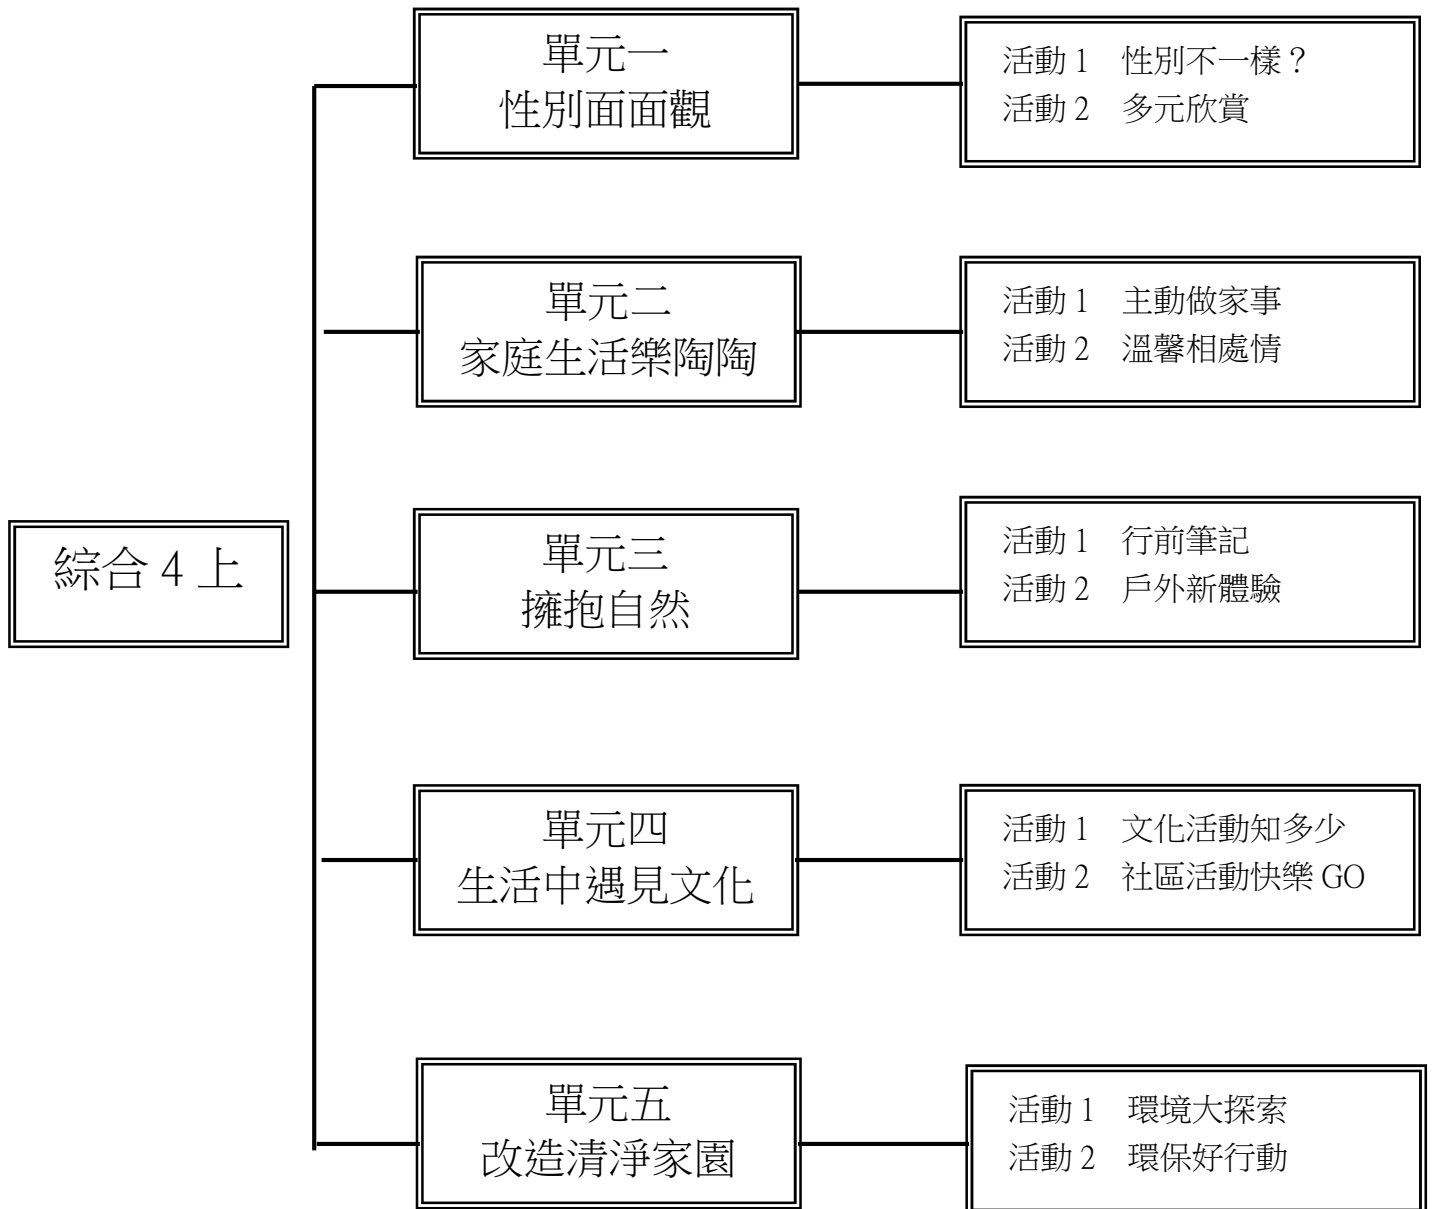 綜合 4 上
單元一
性別面面觀
活動 1　性別不一樣？
活動 2　多元欣賞
單元二
家庭生活樂陶陶
活動 1　主動做家事
活動 2　溫馨相處情
單元三
擁抱自然
活動 1　行前筆記
活動 2　戶外新體驗
單元四
生活中遇見文化
活動 1　文化活動知多少
活動 2　社區活動快樂 GO
單元五
改造清淨家園
活動 1　環境大探索
活動 2　環保好行動